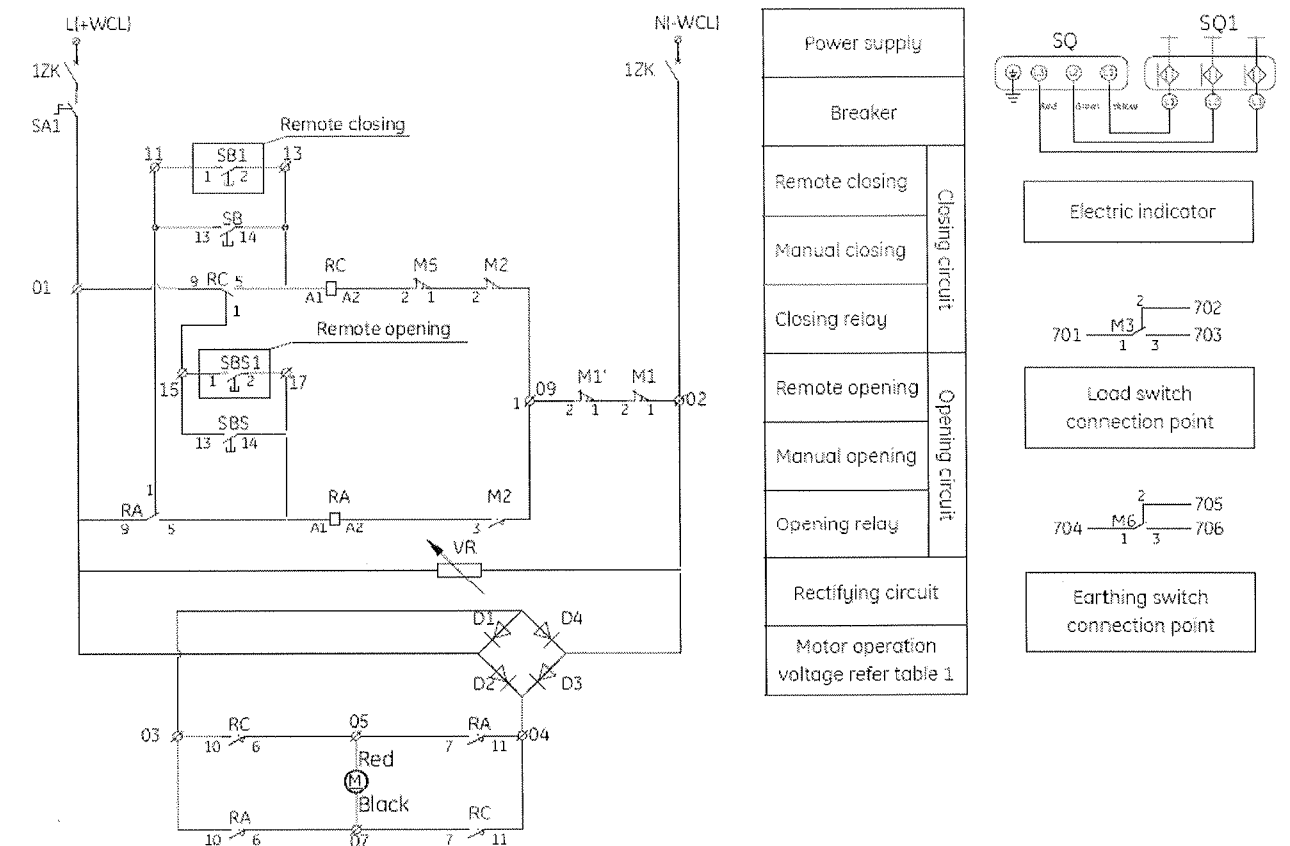 L(+WCL)
N(-WCL)
1ZK
1ZK
SA1
Remote closing
11
SB1
13
1 2
SB
13 14
01
9 RC 5
1
RC
A1 A2
M5
2 1
M2
2
Remote opening
15
SBS1
1 2
17
SBS
13 14
1 09
M1'
2 1
M1
2 1
02
1
RA
9 5
RA
A1 A2
M2
3
VR
D1
D4
D2
D3
03
RC
10 6
05
RA
7 11
04
Red
M
Black
RA
10 6
07
RC
7 11
Power supply
Breaker
Remote closing
Manual closing
Closing relay
Closing circuit
Remote opening
Manual opening
Opening relay
Opening circuit
Rectifying circuit
Motor operation
voltage refer table 1
SQ
SQ1
L3
L2
Red
Yellow
Electric indicator
2
702
701
M3
703
1 3
Load switch
connection point
2
705
704
M6
706
1 3
Earthing switch
connection point